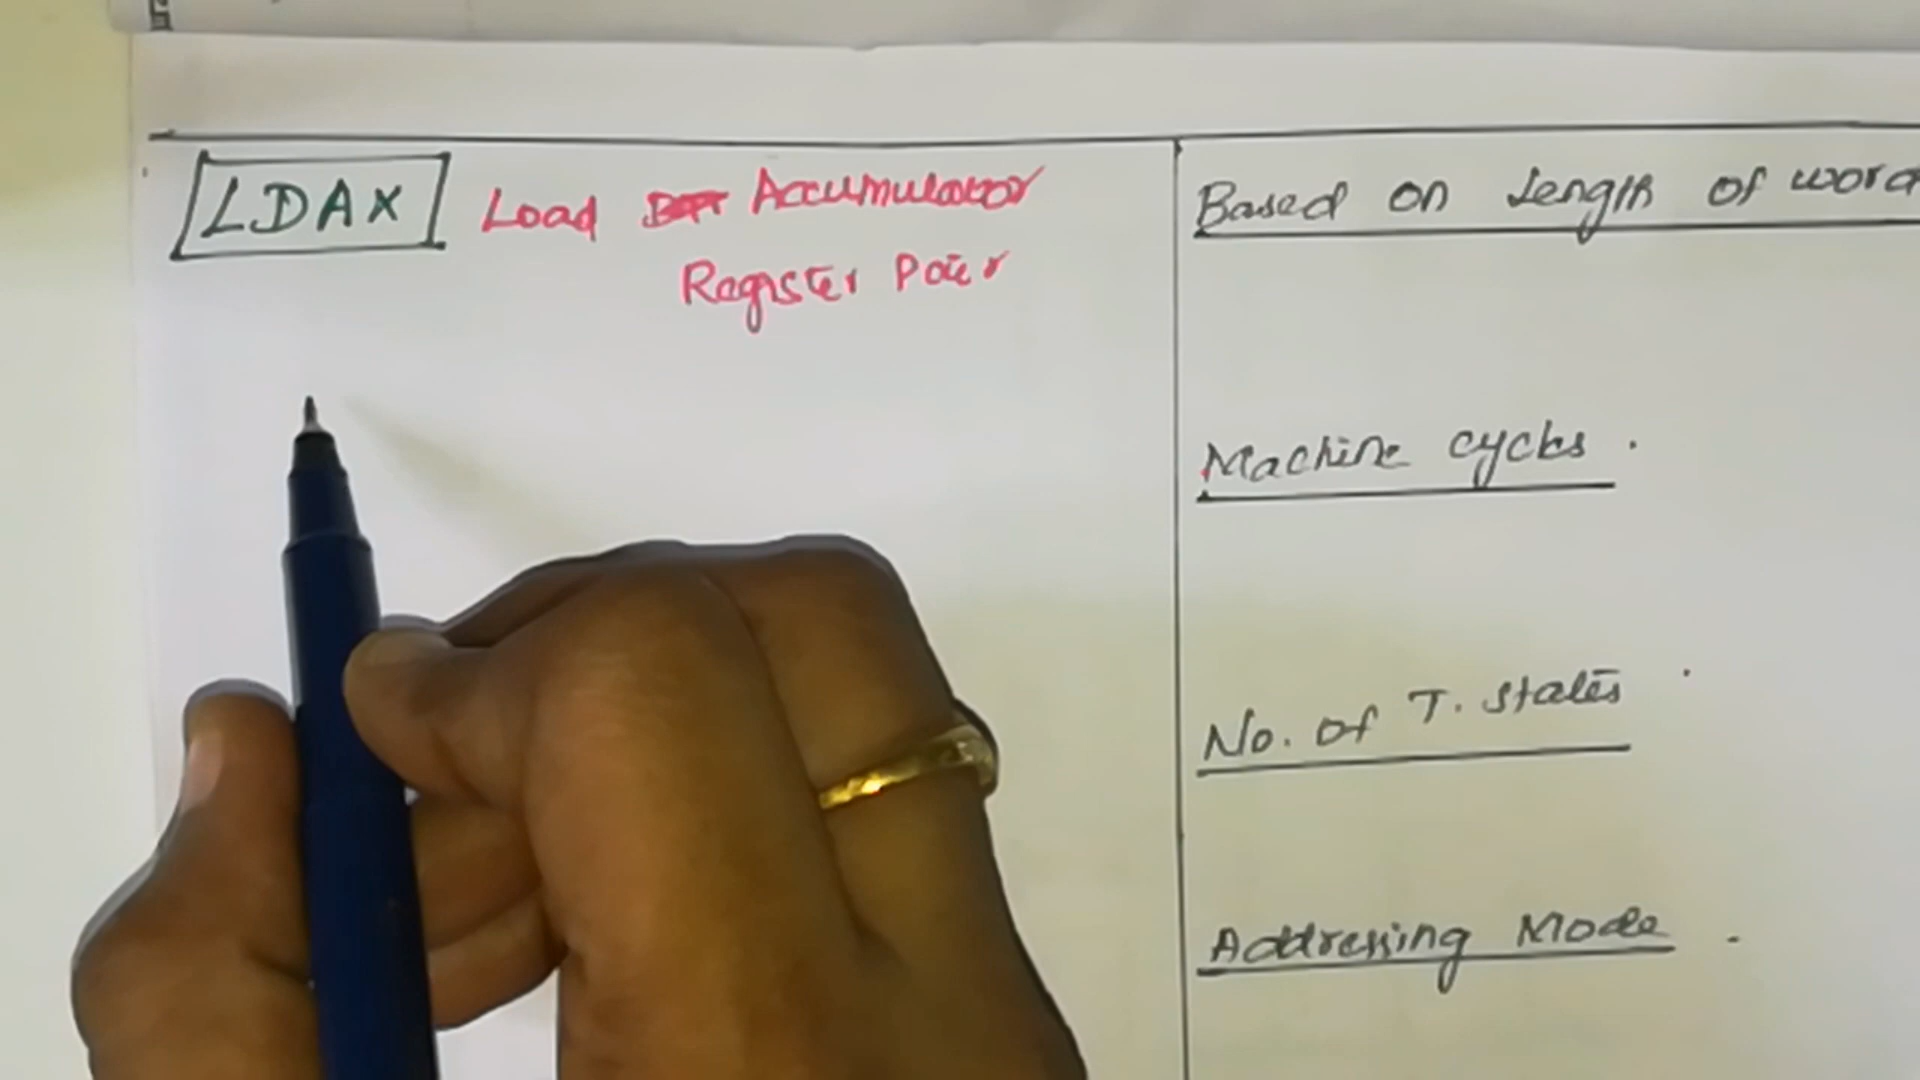 LDAX Load Accumulator
Register Pair
Based on Length of word
Machine cycles.
No. of T. states
Addressing Mode.